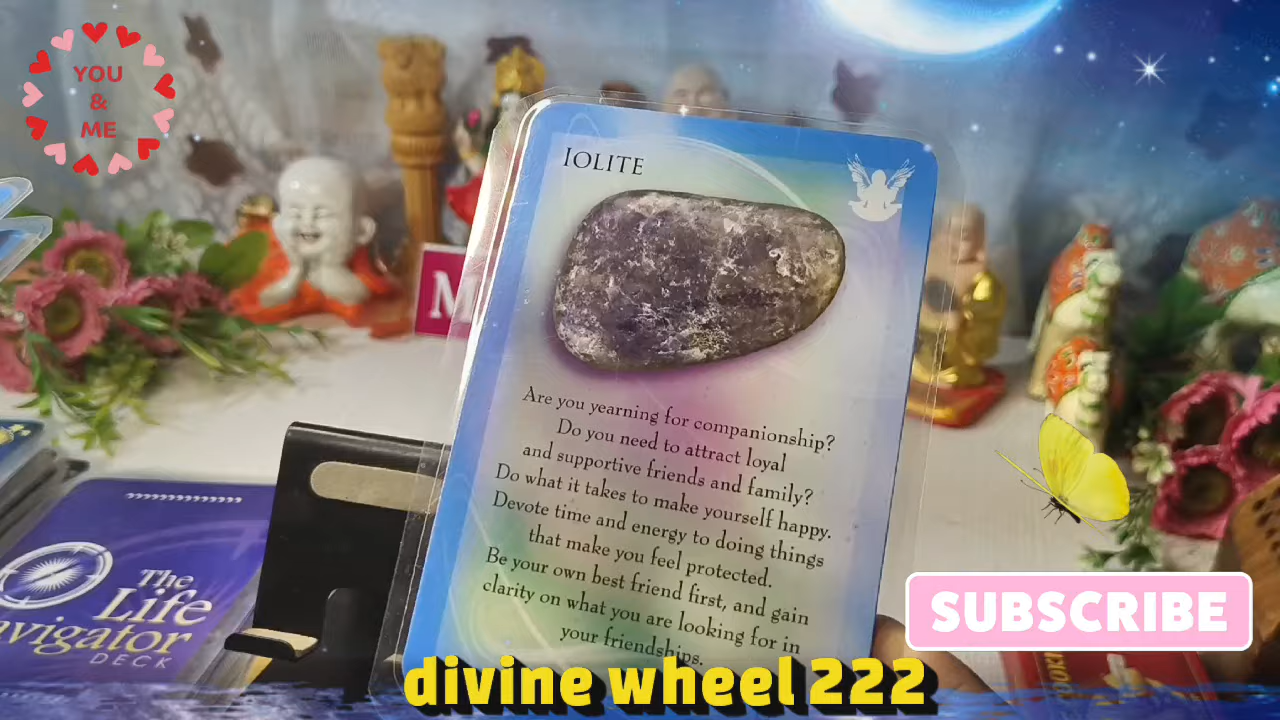 YOU
&
ME
IOLITE
Are you yearning for companionship?
Do you need to attract loyal
and supportive friends and family?
Do what it takes to make yourself happy.
Devote time and energy to doing things
that make you feel protected.
Be your own best friend first, and gain
clarity on what you are looking for in
your friendships.
M
The
Life
avigator
DECK
SUBSCRIBE
divine wheel 222